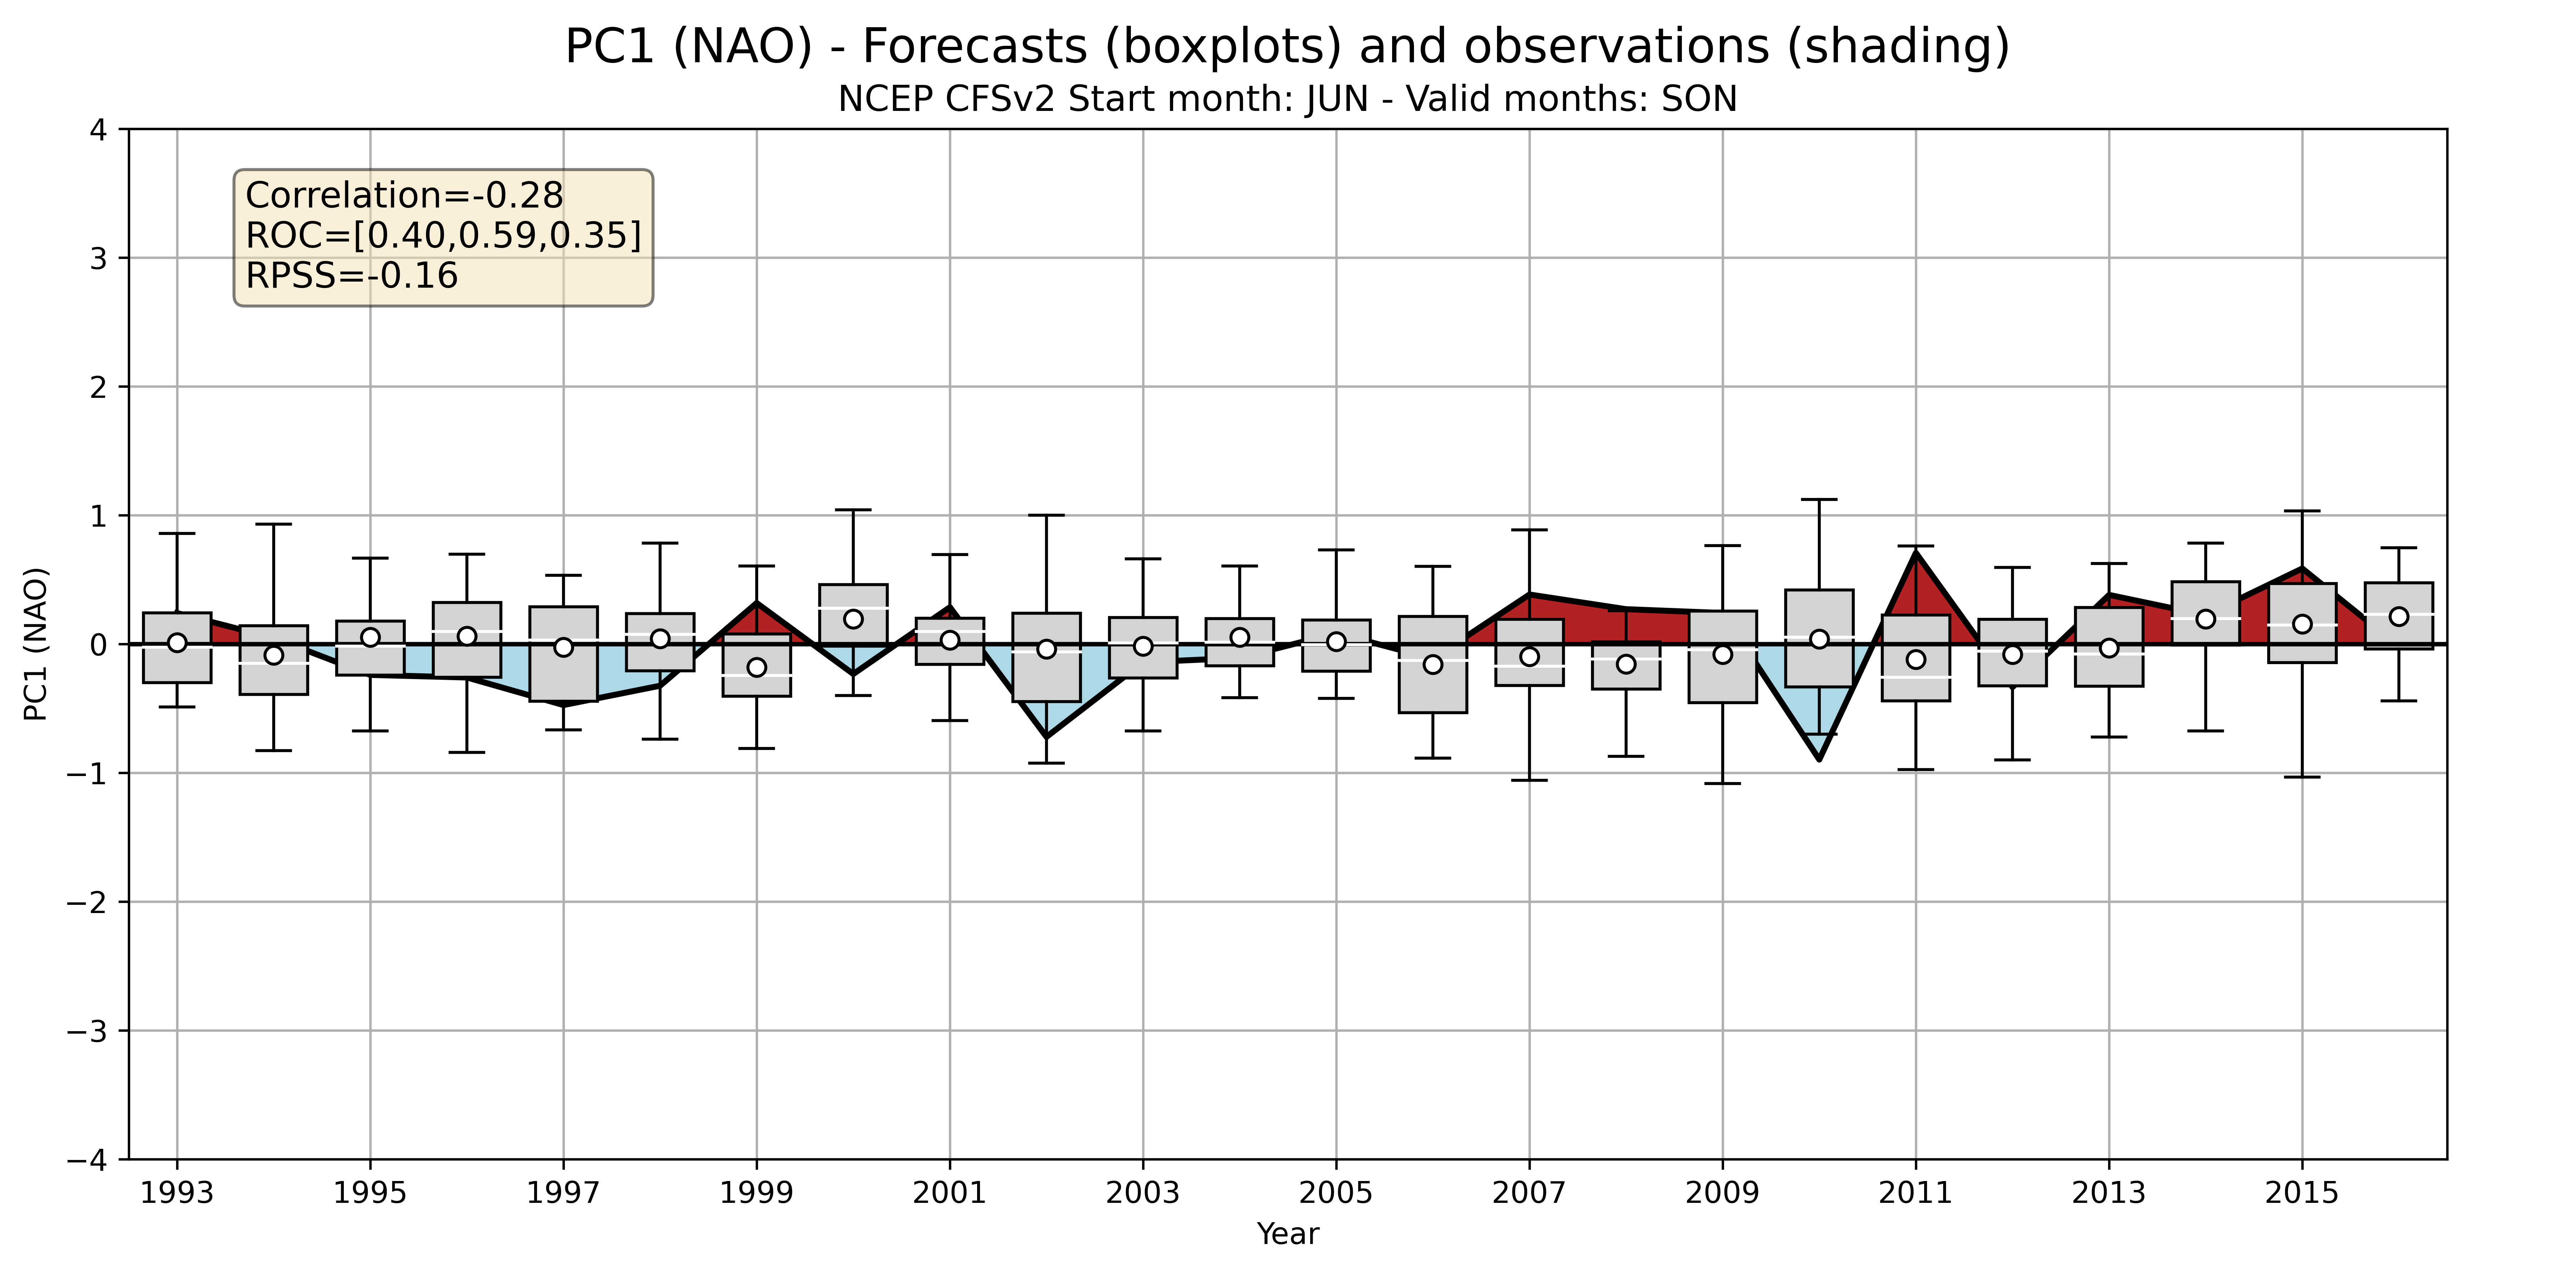 PC1 (NAO) - Forecasts (boxplots) and observations (shading)
NCEP CFSv2 Start month: JUN - Valid months: SON
Correlation=-0.28
ROC=[0.40,0.59,0.35]
RPSS=-0.16
PC1 (NAO)
4
3
2
1
0
−1
−2
−3
−4
1993 1995 1997 1999 2001 2003 2005 2007 2009 2011 2013 2015
Year